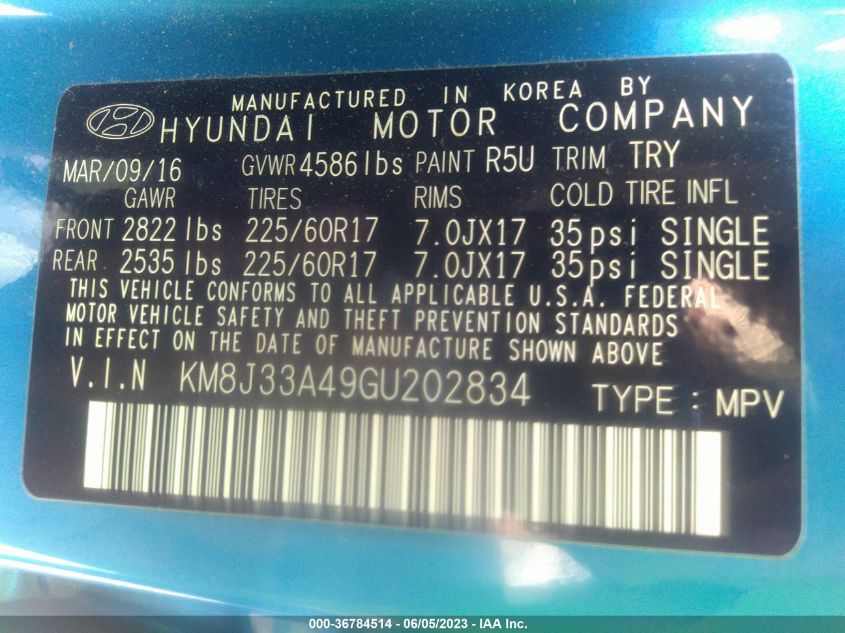 MANUFACTURED IN KOREA BY
HYUNDAI MOTOR COMPANY
MAR/09/16 GVWR 4586 lbs PAINT R5U TRIM TRY
GAWR TIRES RIMS COLD TIRE INFL
FRONT 2822 lbs 225/60R17 7.0JX17 35psi SINGLE
REAR 2535 lbs 225/60R17 7.0JX17 35psi SINGLE
THIS VEHICLE CONFORMS TO ALL APPLICABLE U.S.A. FEDERAL
MOTOR VEHICLE SAFETY AND THEFT PREVENTION STANDARDS
IN EFFECT ON THE DATE OF MANUFACTURE SHOWN ABOVE
V.I.N KM8J33A49GU202834 TYPE : MPV
000-36784514 - 06/05/2023 - IAA Inc.